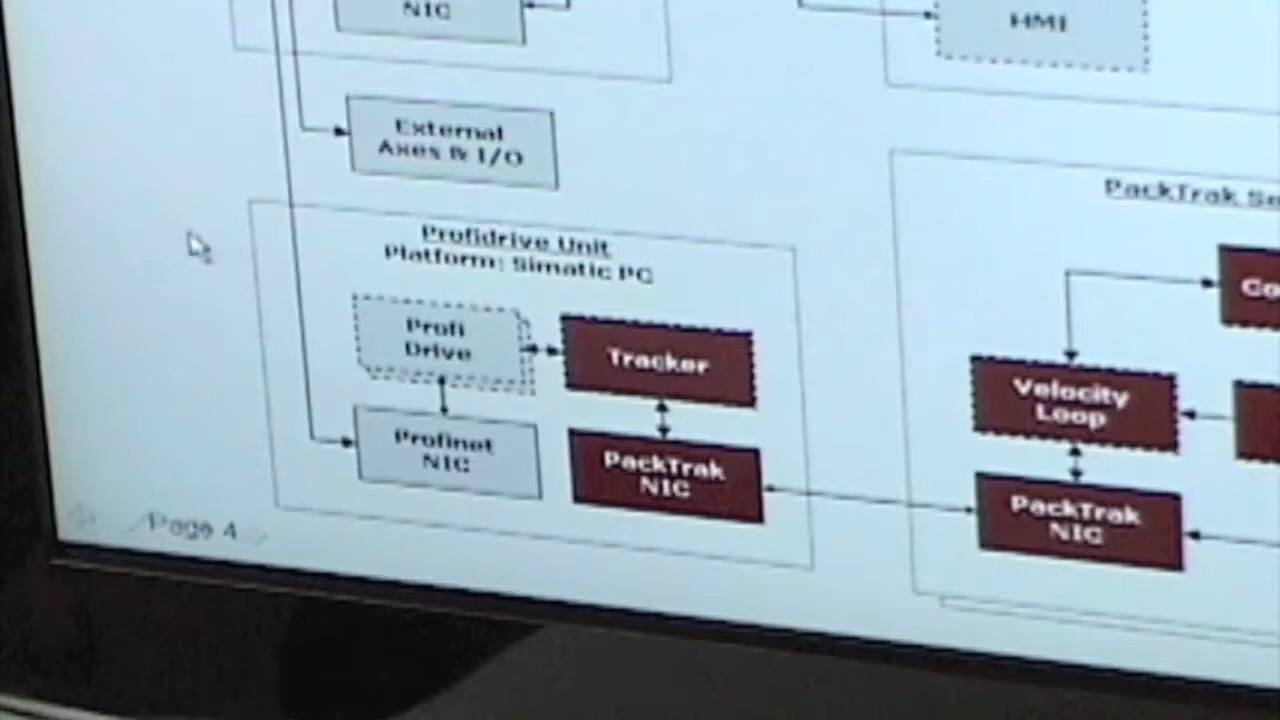 NIC
HMI
External
Axes & I/O
PackTrak
Profidrive Unit
Platform: Simatic PC
Profi
Drive
Tracker
Velocity
Loop
Profinet
NIC
PackTrak
NIC
PackTrak
NIC
/Page 4